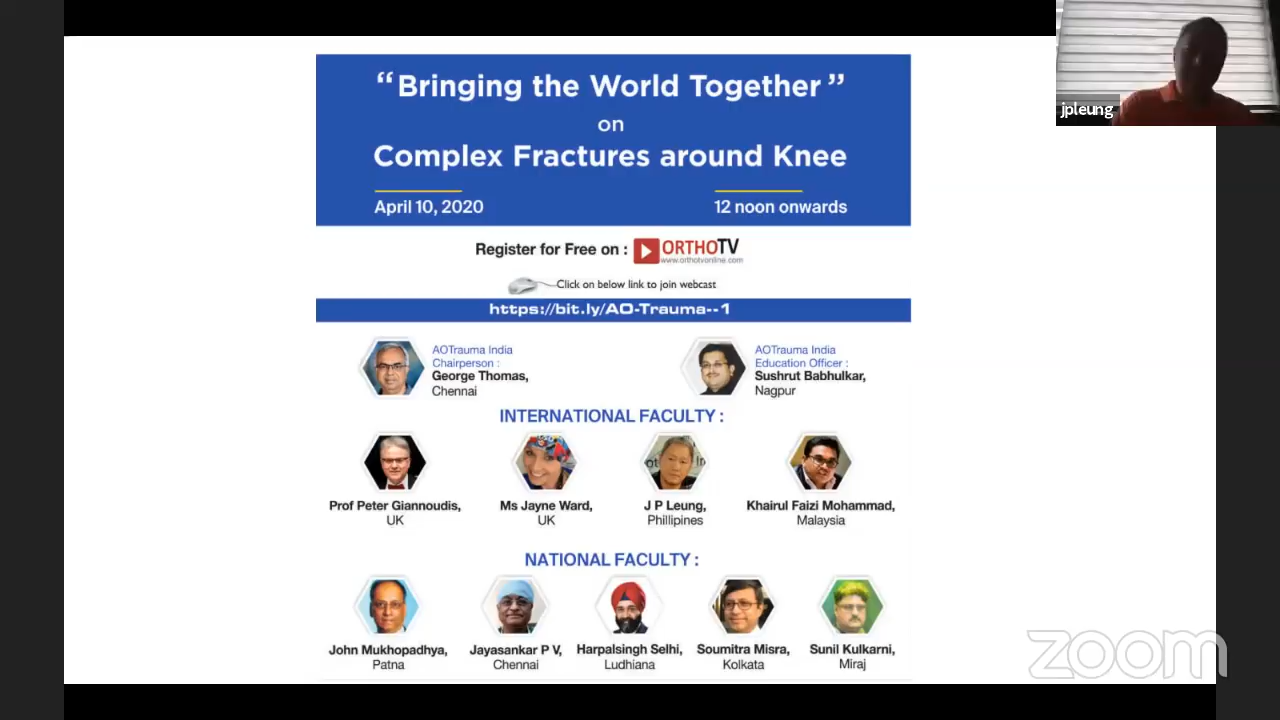 “Bringing the World Together”
on
Complex Fractures around Knee
April 10, 2020
12 noon onwards
Register for Free on : ORTHOTV
www.orthotvonline.com
Click on below link to join webcast
https://bit.ly/AO-Trauma--1
AOTrauma India
Chairperson :
George Thomas,
Chennai
AOTrauma India
Education Officer :
Sushrut Babhulkar,
Nagpur
INTERNATIONAL FACULTY :
Prof Peter Giannoudis,
UK
Ms Jayne Ward,
UK
J P Leung,
Phillipines
Khairul Faizi Mohammad,
Malaysia
NATIONAL FACULTY :
John Mukhopadhya,
Patna
Jayasankar P V,
Chennai
Harpalsingh Selhi,
Ludhiana
Soumitra Misra,
Kolkata
Sunil Kulkarni,
Miraj
jpleung
zoom